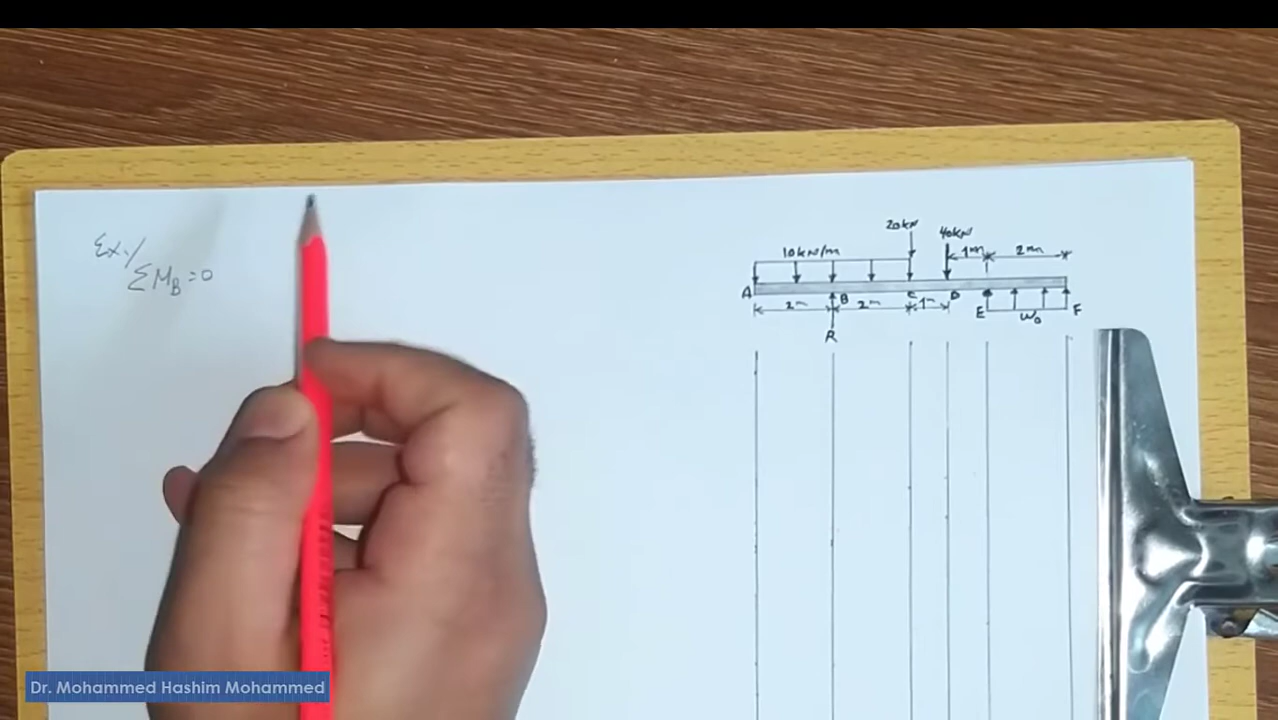 Ex./
ΣM_B=0
20kN
40kN
10kN/m
1m
2m
A
B
C
D
E
F
2m
2m
1m
W₀
R
Dr. Mohammed Hashim Mohammed